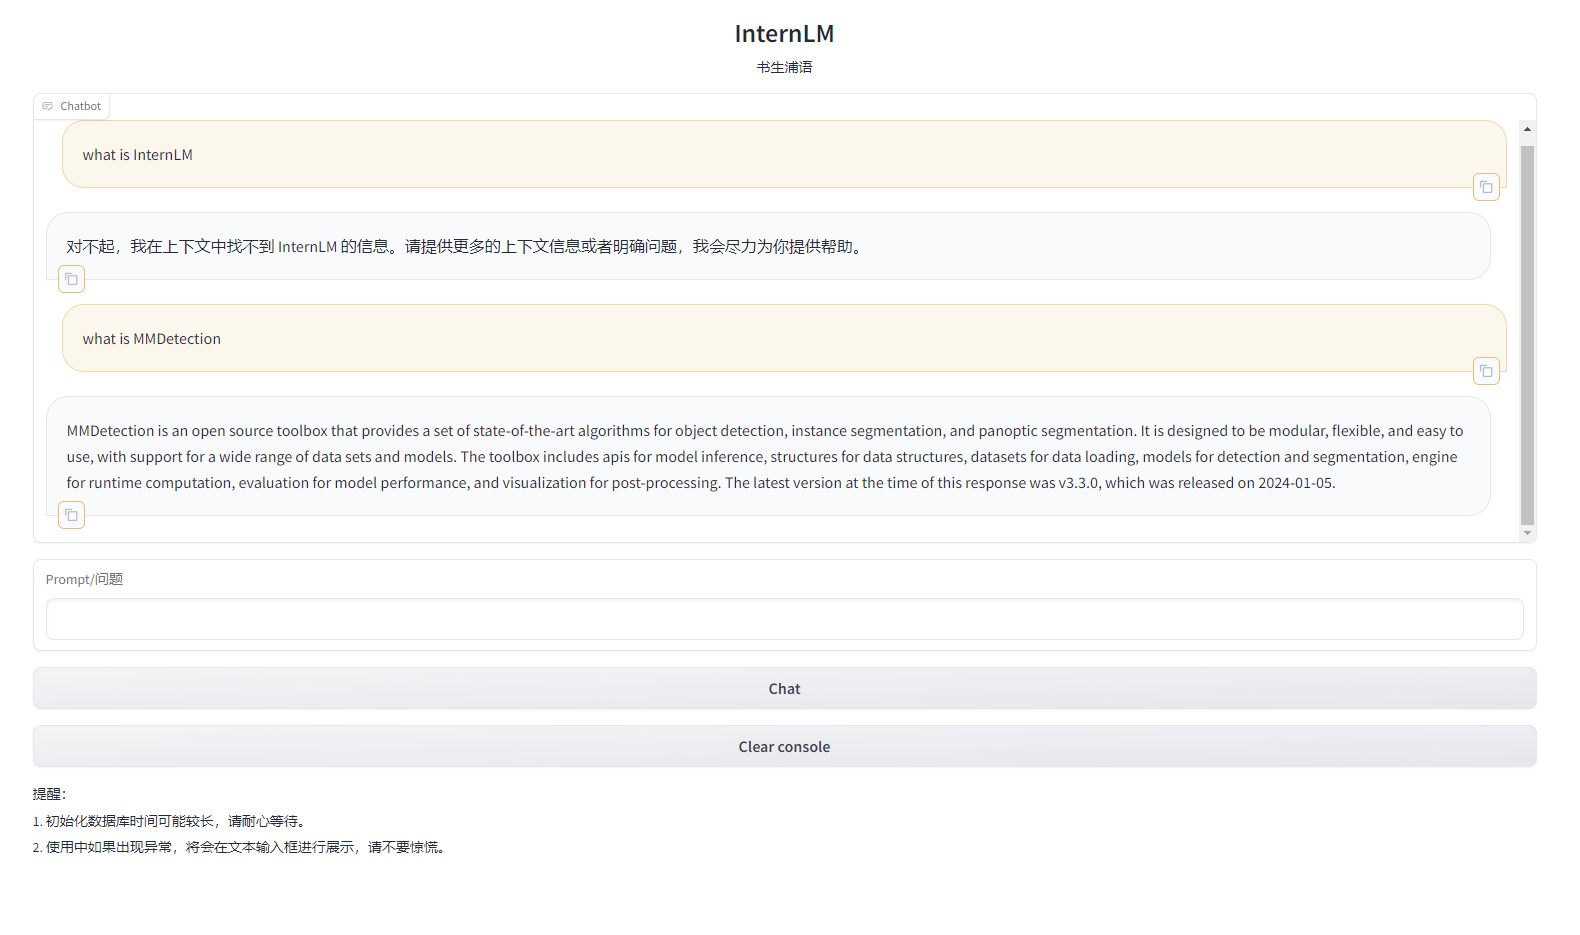 InternLM
书生浦语
Chatbot
what is InternLM
对不起，我在上下文中找不到 InternLM 的信息。请提供更多的上下文信息或者明确问题，我会尽力为你提供帮助。
what is MMDetection
MMDetection is an open source toolbox that provides a set of state-of-the-art algorithms for object detection, instance segmentation, and panoptic segmentation. It is designed to be modular, flexible, and easy to
use, with support for a wide range of data sets and models. The toolbox includes apis for model inference, structures for data structures, datasets for data loading, models for detection and segmentation, engine
for runtime computation, evaluation for model performance, and visualization for post-processing. The latest version at the time of this response was v3.3.0, which was released on 2024-01-05.
Prompt/问题
Chat
Clear console
提醒：
1. 初始化数据库时间可能较长，请耐心等待。
2. 使用中如果出现异常，将会在文本输入框进行展示，请不要惊慌。